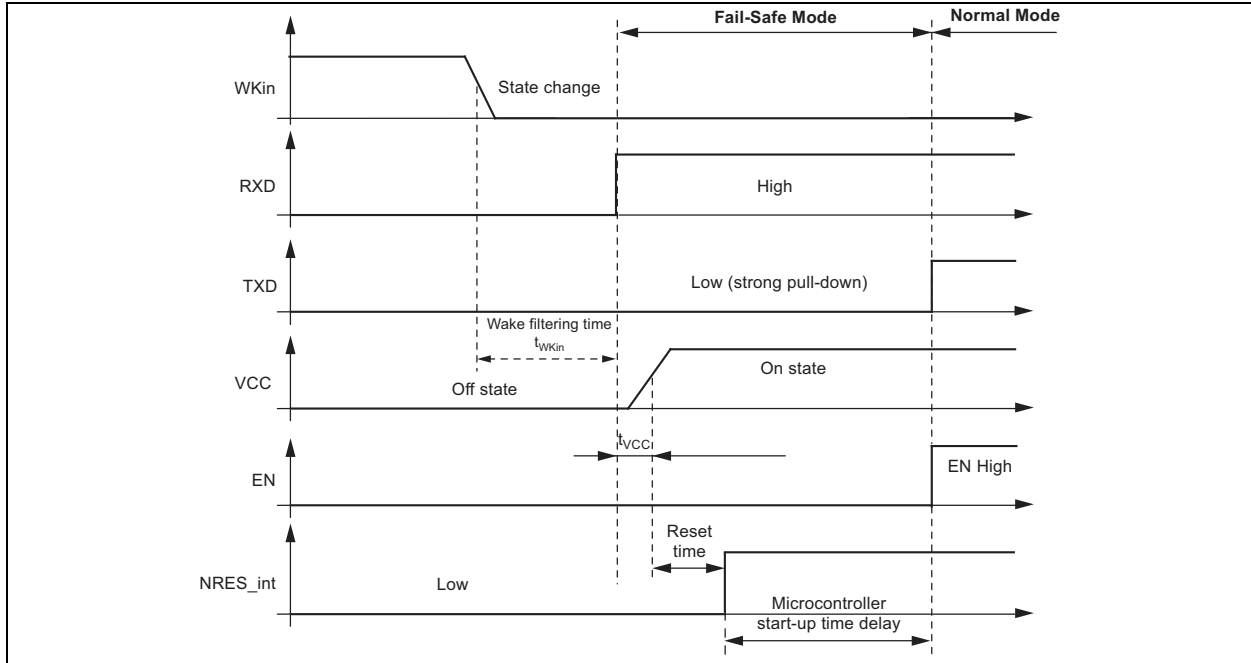 Fail-Safe Mode
Normal Mode
WKin
State change
RXD
High
TXD
Low (strong pull-down)
Wake filtering time
tWKin
VCC
Off state
On state
tVCC
EN
EN High
Reset
time
NRES_int
Low
Microcontroller
start-up time delay